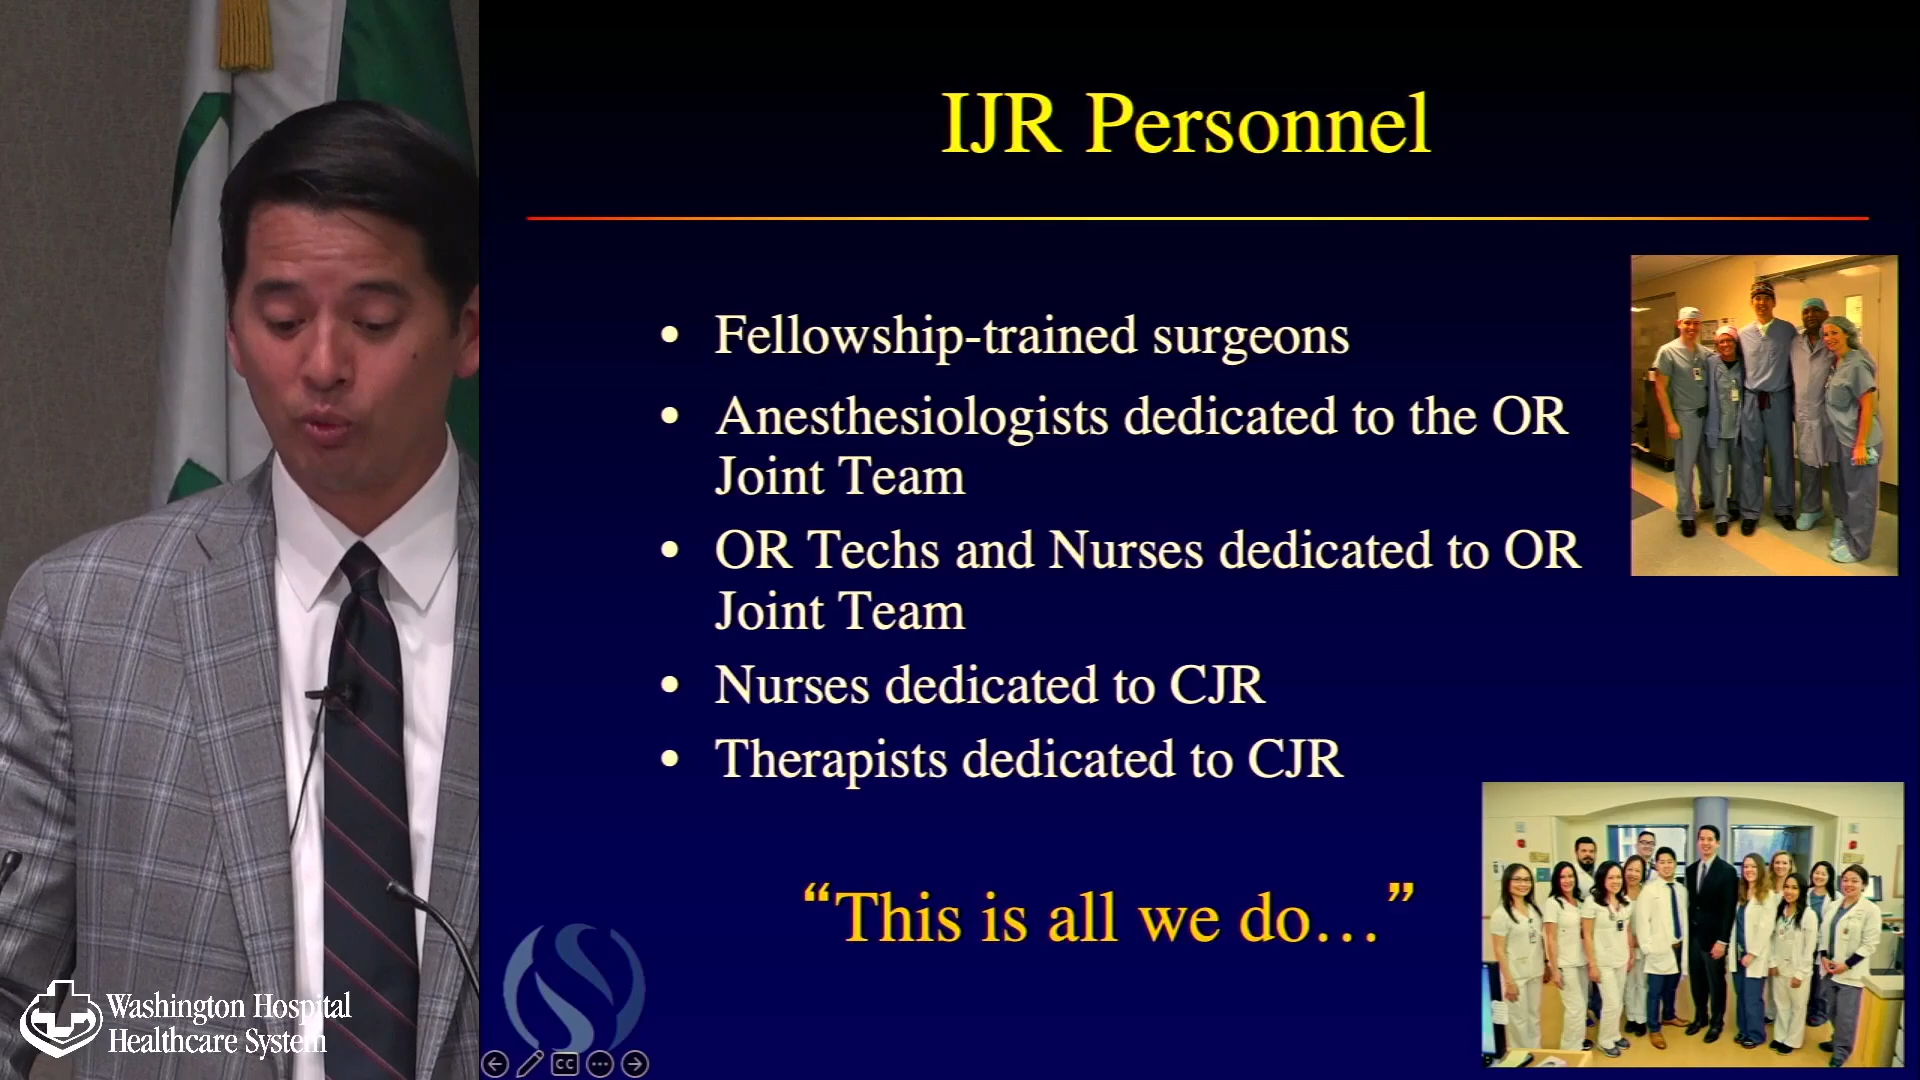 IJR Personnel
• Fellowship-trained surgeons
• Anesthesiologists dedicated to the OR
Joint Team
• OR Techs and Nurses dedicated to OR
Joint Team
• Nurses dedicated to CJR
• Therapists dedicated to CJR
“This is all we do…”
Washington Hospital
Healthcare System
CC